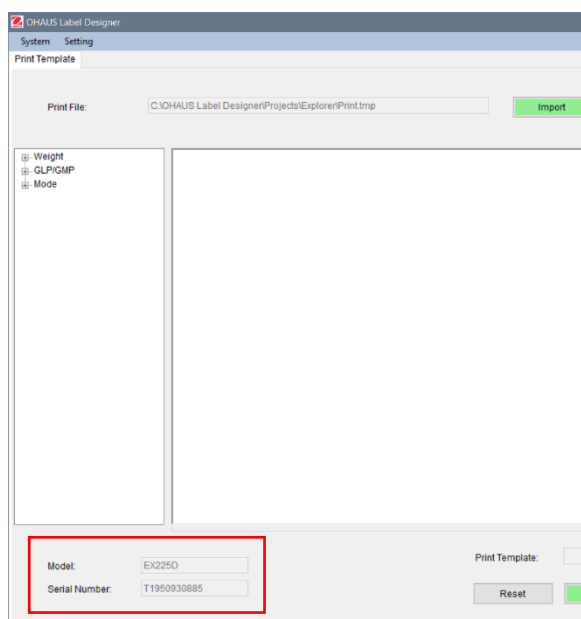 OHAUS Label Designer
System Setting
Print Template
Print File: C:\OHAUS Label Designer\Projects\Explorer\Print.tmp Import
Weight
GLP/GMP
Mode
Model: EX225D
Print Template:
Serial Number: T1950930885
Reset